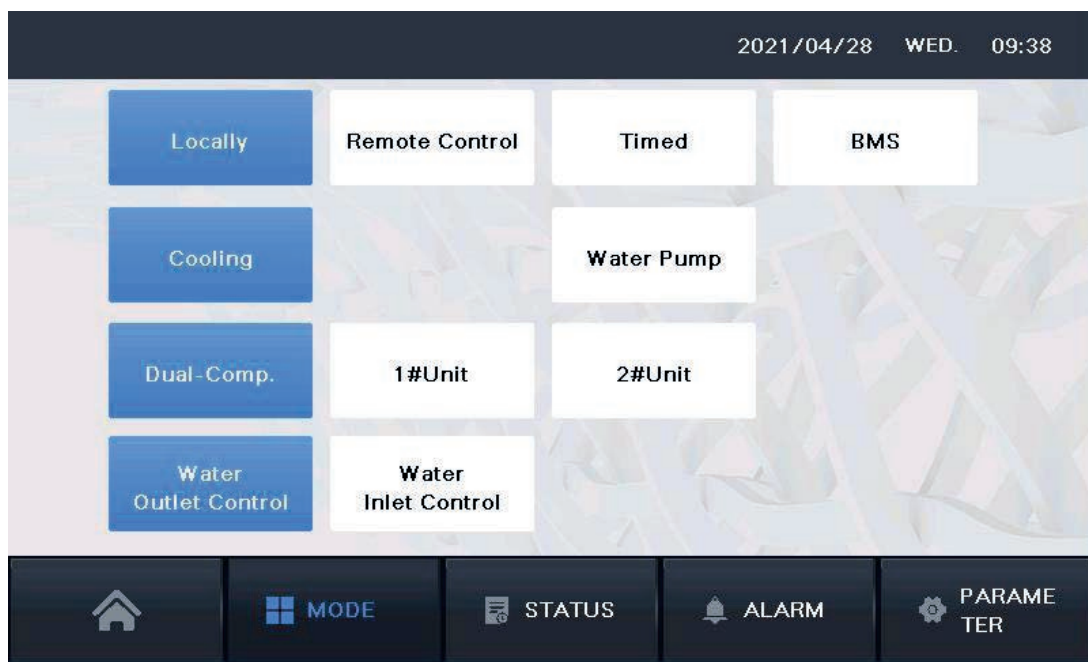 2021/04/28 WED. 09:38
Locally Remote Control Timed BMS
Cooling Water Pump
Dual-Comp. 1#Unit 2#Unit
Water
Outlet Control
Water
Inlet Control
MODE STATUS ALARM PARAME
TER